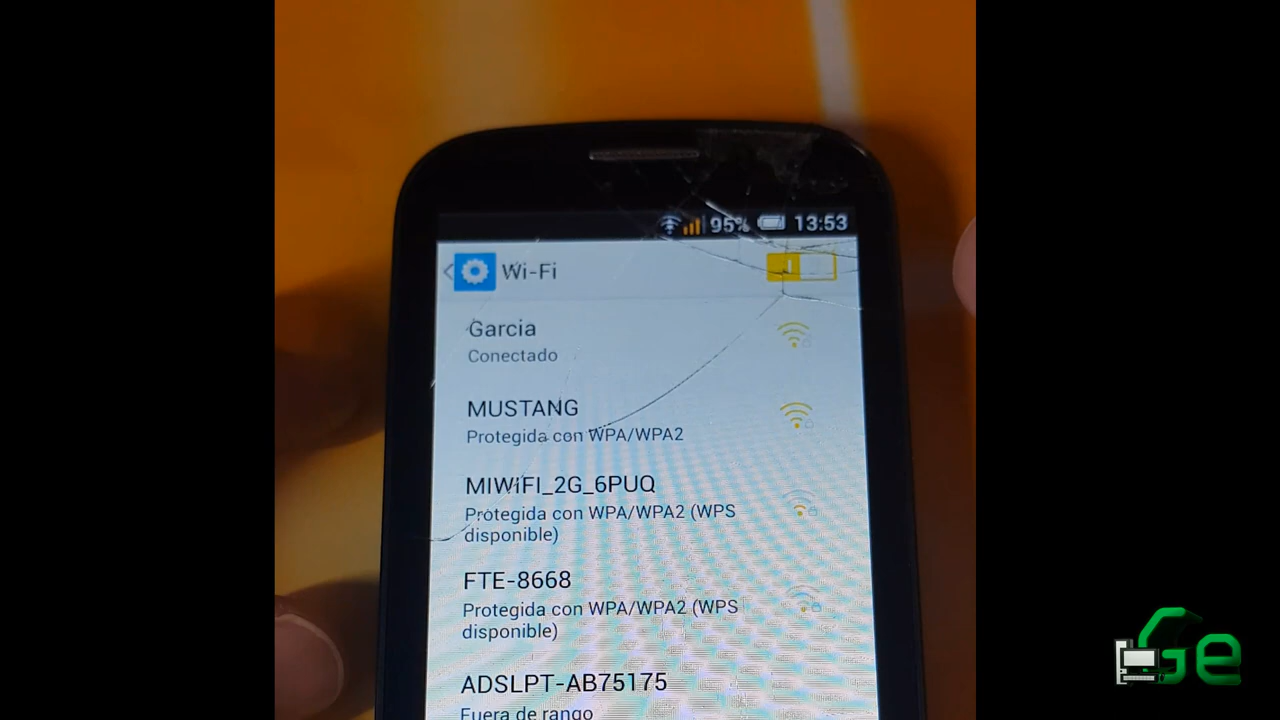 95% 13:53
Wi-Fi
Garcia
Conectado
MUSTANG
Protegida con WPA/WPA2
MIWiFI_2G_6PUQ
Protegida con WPA/WPA2 (WPS
disponible)
FTE-8668
Protegida con WPA/WPA2 (WPS
disponible)
ADSLPT-AB75175
Fuera de rango
Ge